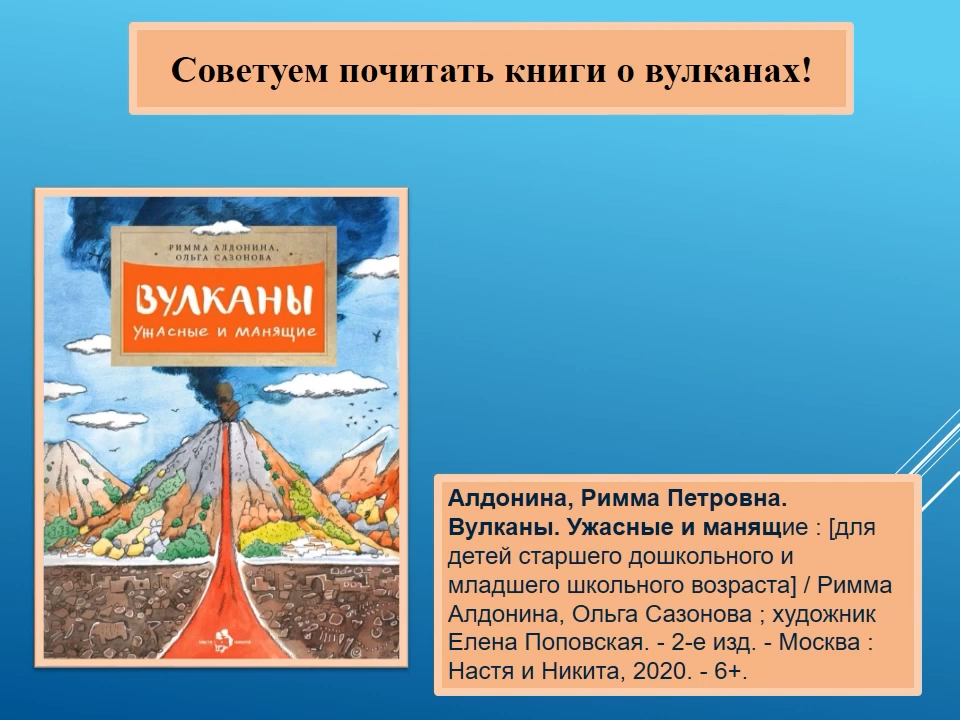 Советуем почитать книги о вулканах!
РИММА АЛДОНИНА,
ОЛЬГА САЗОНОВА
ВУЛКАНЫ
УЖАСНЫЕ И МАНЯЩИЕ
НАСТЯ И НИКИТА
Алдонина, Римма Петровна.
Вулканы. Ужасные и манящие : [для
детей старшего дошкольного и
младшего школьного возраста] / Римма
Алдонина, Ольга Сазонова ; художник
Елена Поповская. - 2-е изд. - Москва :
Настя и Никита, 2020. - 6+.